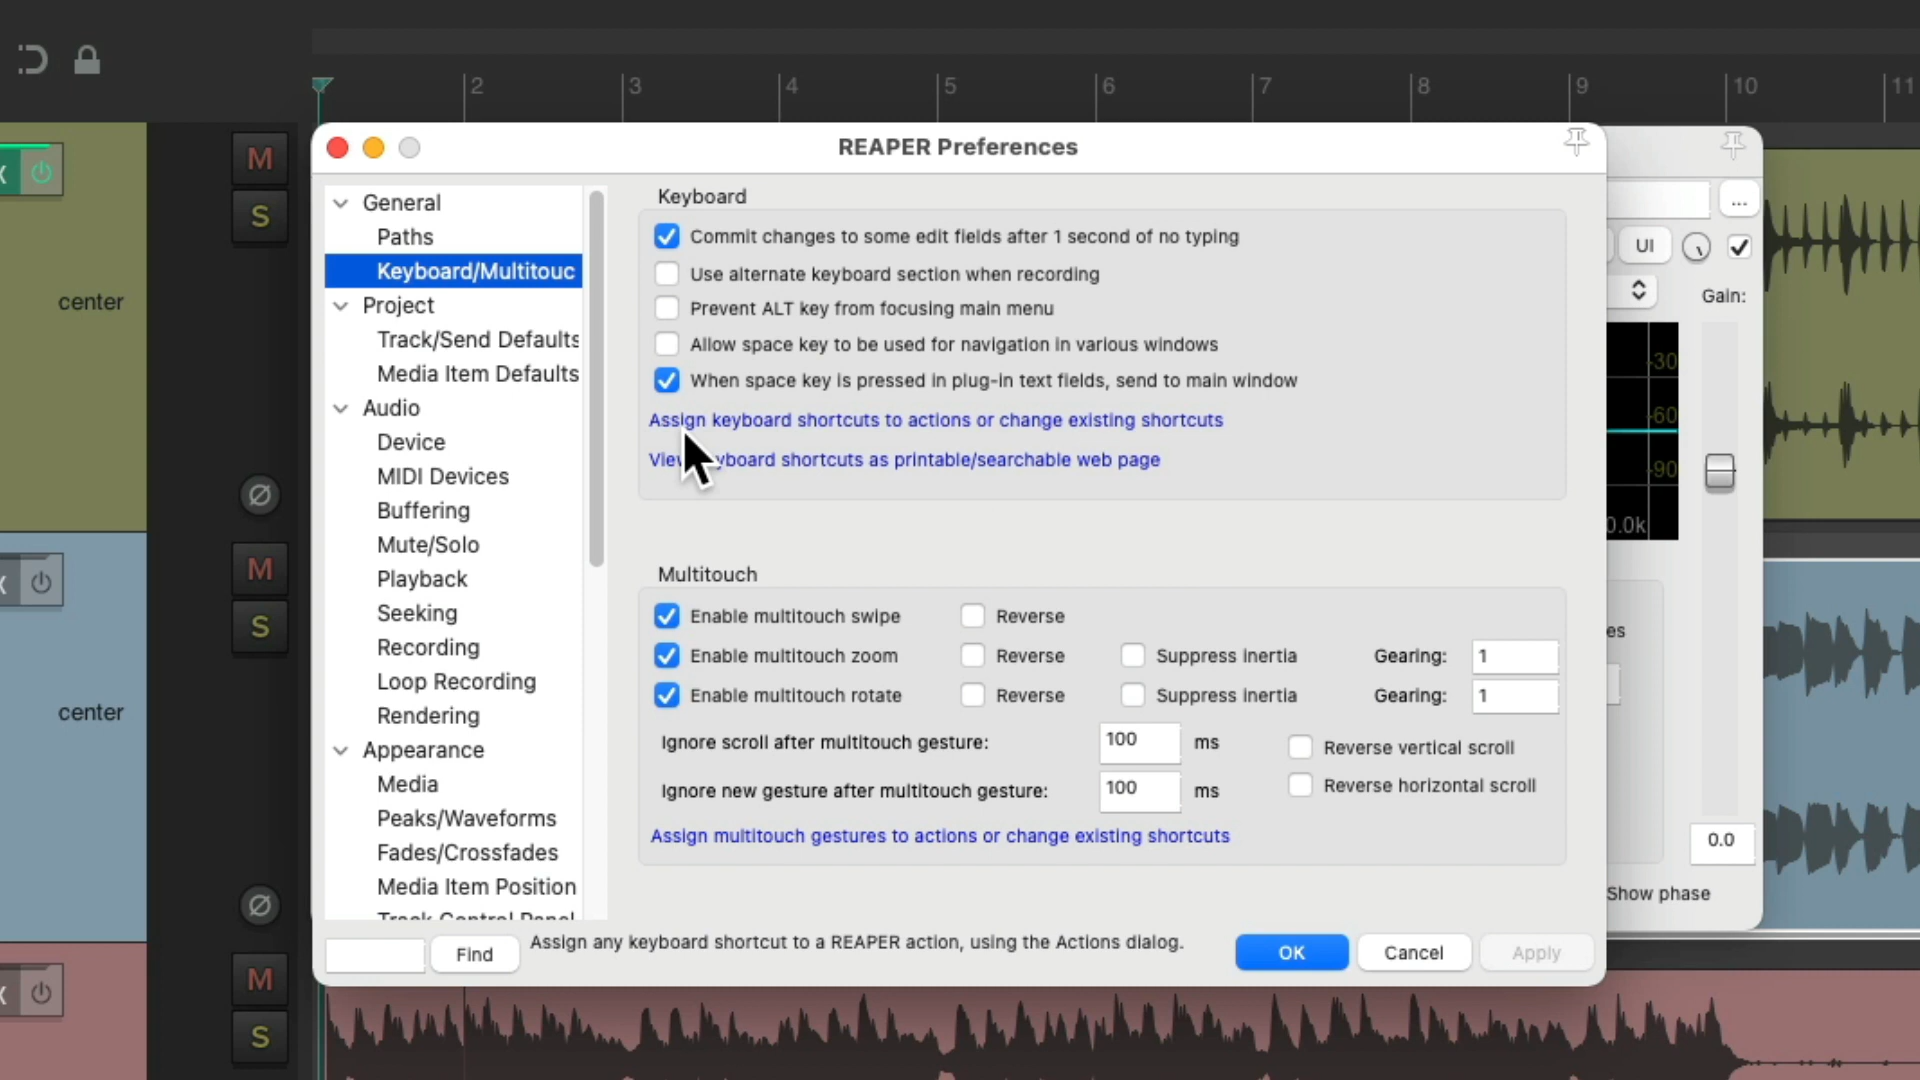 2 3 4 5 6 7 8 9 10 11
REAPER Preferences
General
Paths
Keyboard/Multitouc
Project
Track/Send Defaults
Media Item Defaults
Audio
Device
MIDI Devices
Buffering
Mute/Solo
Playback
Seeking
Recording
Loop Recording
Rendering
Appearance
Media
Peaks/Waveforms
Fades/Crossfades
Media Item Position
Track Control Panel
Find
Keyboard
Commit changes to some edit fields after 1 second of no typing
Use alternate keyboard section when recording
Prevent ALT key from focusing main menu
Allow space key to be used for navigation in various windows
When space key is pressed in plug-in text fields, send to main window
Assign keyboard shortcuts to actions or change existing shortcuts
View keyboard shortcuts as printable/searchable web page
Multitouch
Enable multitouch swipe Reverse
Enable multitouch zoom Reverse Suppress inertia Gearing: 1
Enable multitouch rotate Reverse Suppress inertia Gearing: 1
Ignore scroll after multitouch gesture: 100 ms Reverse vertical scroll
Ignore new gesture after multitouch gesture: 100 ms Reverse horizontal scroll
Assign multitouch gestures to actions or change existing shortcuts
Assign any keyboard shortcut to a REAPER action, using the Actions dialog.
OK Cancel Apply
M
S
center
M
S
center
M
S
...
UI
Gain:
-30
-60
-90
0.0k
es
0.0
Show phase